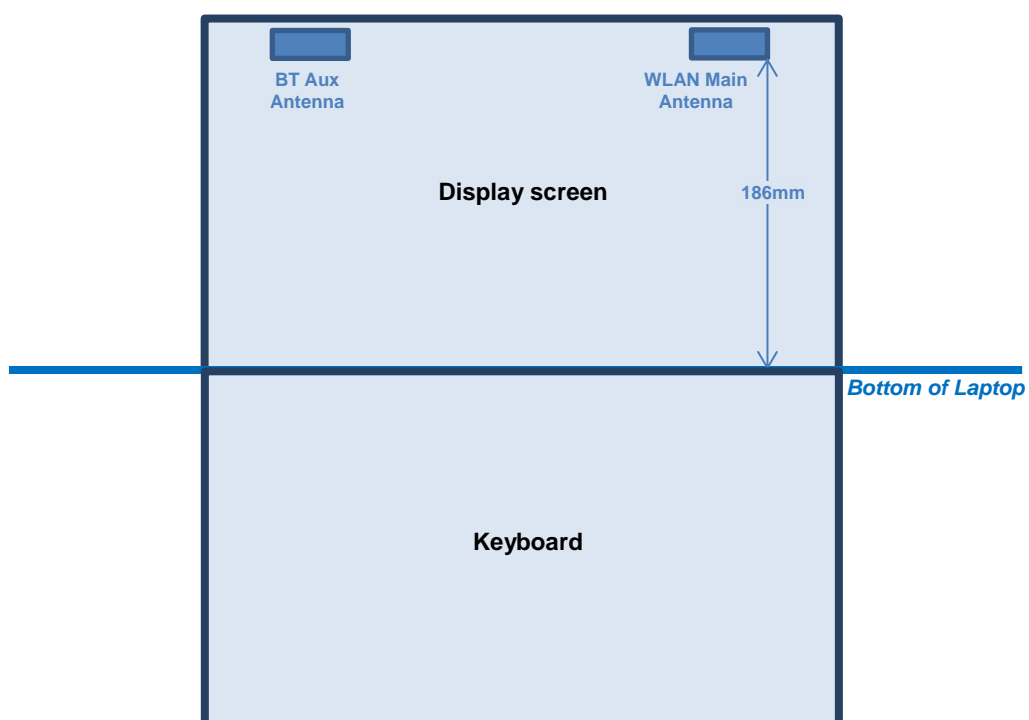 BT Aux
Antenna
WLAN Main
Antenna
Display screen
186mm
Bottom of Laptop
Keyboard